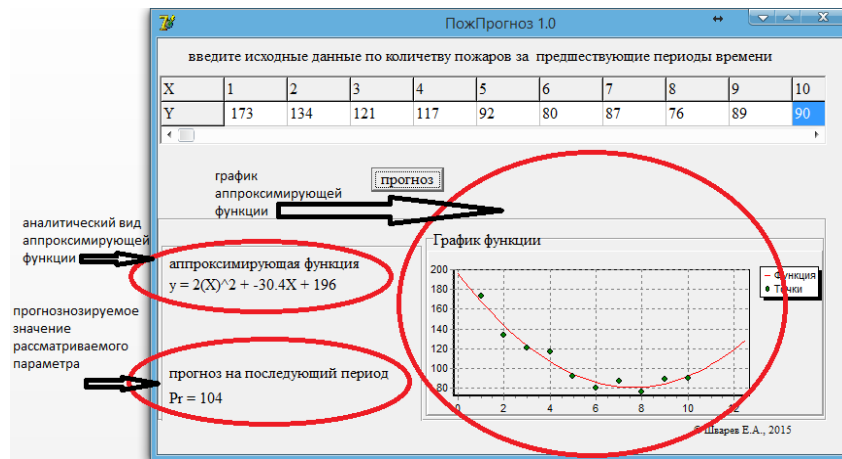 ПожПрогноз 1.0
введите исходные данные по количетву пожаров за предшествующие периоды времени
X 1 2 3 4 5 6 7 8 9 10
Y 173 134 121 117 92 80 87 76 89 90
график
аппроксимирующей
функции
прогноз
аналитический вид
аппроксимирующей
функции
аппроксимирующая функция
y = 2(X)^2 + -30.4X + 196
прогнознозируемое
значение
рассматриваемого
параметра
прогноз на последующий период
Pr = 104
График функции
200
180
160
140
120
100
80
0 2 4 6 8 10 12
Функция
Точки
© Шварев Е.А., 2015